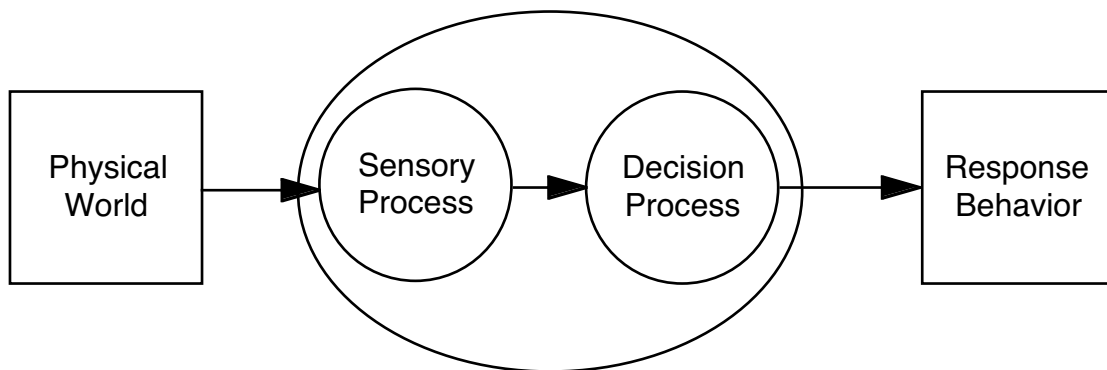 Physical
World
Sensory
Process
Decision
Process
Response
Behavior